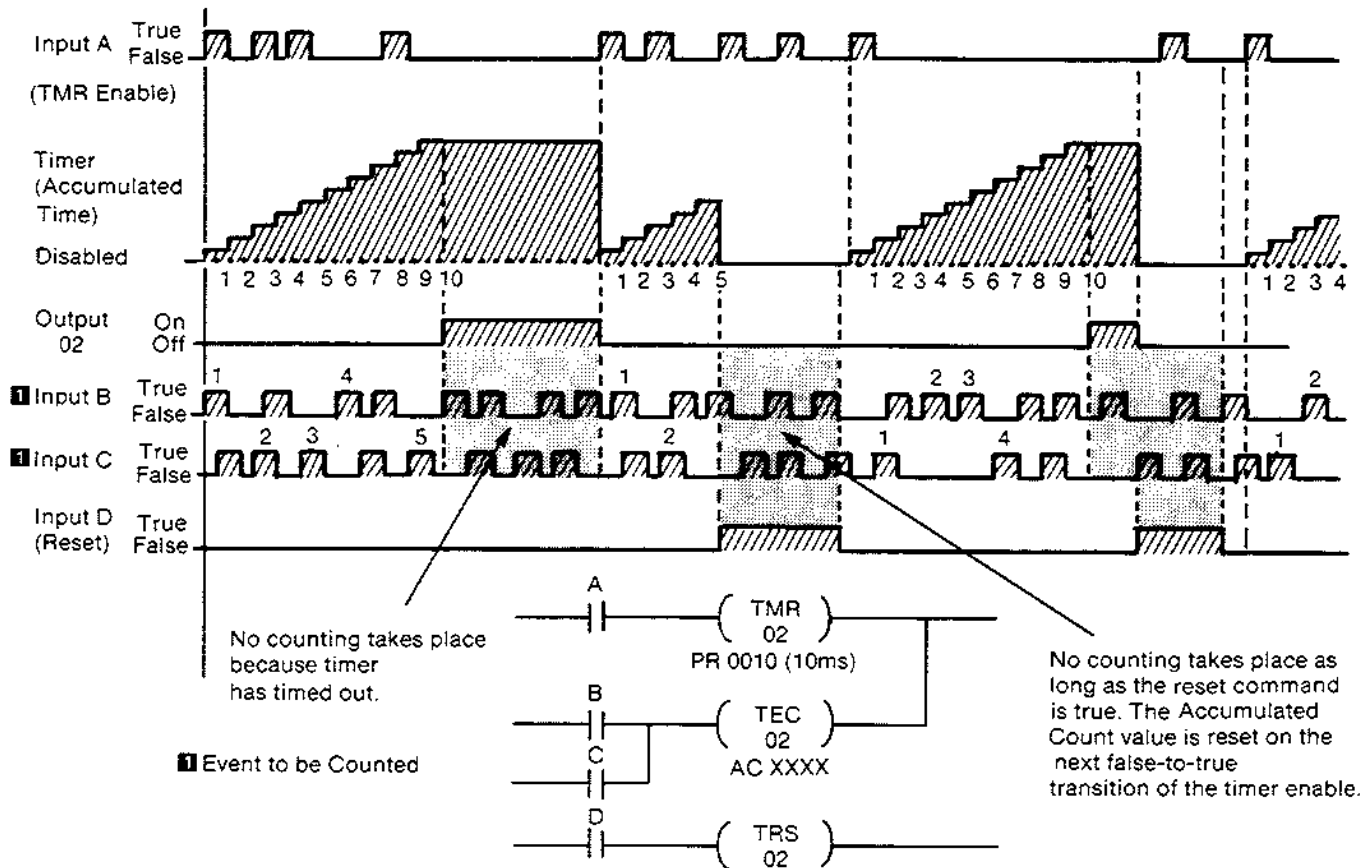 Input A True
False
(TMR Enable)
Timer
(Accumulated
Time)
Disabled
1 2 3 4 5 6 7 8 9 10 1 2 3 4 5 1 2 3 4 5 6 7 8 9 10 1 2 3 4
Output On
02 Off
1 4 1 2 3 2
1 Input B True
False
2 3 5 2 1 4 1
1 Input C True
False
Input D True
(Reset) False
No counting takes place
because timer
has timed out.
1 Event to be Counted
A
TMR
02
PR 0010 (10ms)
B
TEC
02
C
AC XXXX
D
TRS
02
No counting takes place as
long as the reset command
is true. The Accumulated
Count value is reset on the
next false-to-true
transition of the timer enable.